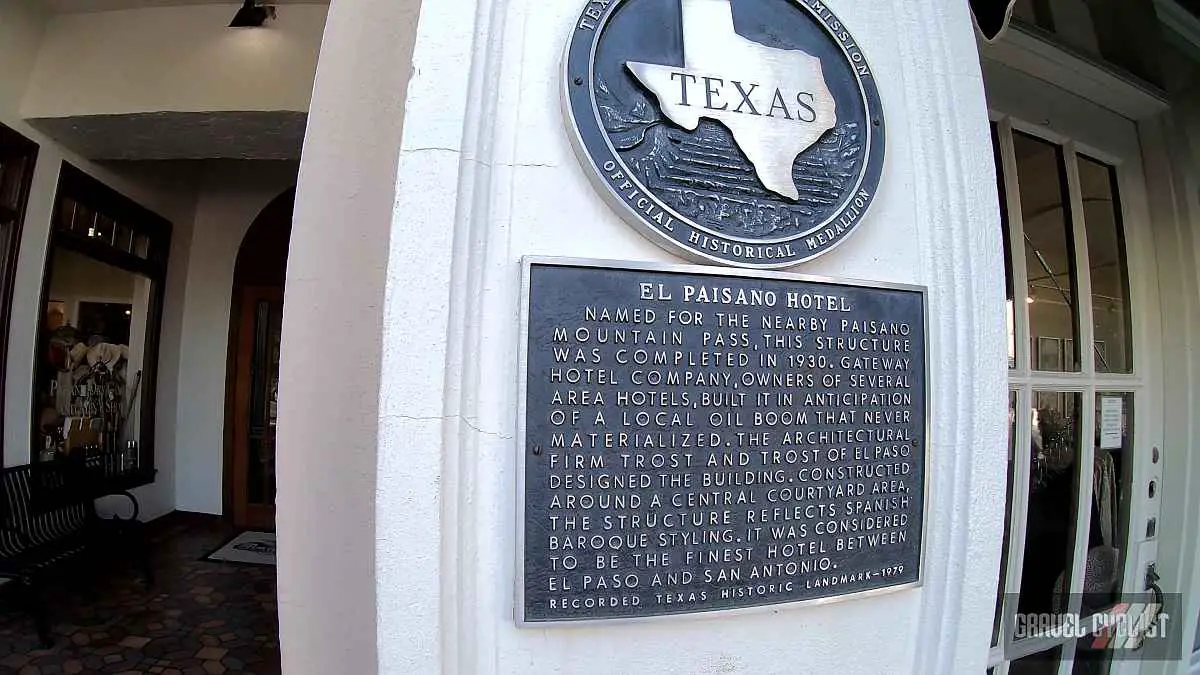 TEXAS
OFFICIAL HISTORICAL MEDALLION
EL PAISANO HOTEL
NAMED FOR THE NEARBY PAISANO
MOUNTAIN PASS, THIS STRUCTURE
WAS COMPLETED IN 1930. GATEWAY
HOTEL COMPANY, OWNERS OF SEVERAL
AREA HOTELS, BUILT IT IN ANTICIPATION
OF A LOCAL OIL BOOM THAT NEVER
MATERIALIZED. THE ARCHITECTURAL
FIRM TROST AND TROST OF EL PASO
DESIGNED THE BUILDING. CONSTRUCTED
AROUND A CENTRAL COURTYARD AREA,
THE STRUCTURE REFLECTS SPANISH
BAROQUE STYLING. IT WAS CONSIDERED
TO BE THE FINEST HOTEL BETWEEN
EL PASO AND SAN ANTONIO.
RECORDED TEXAS HISTORIC LANDMARK-1979
GRAVEL CYCLIST